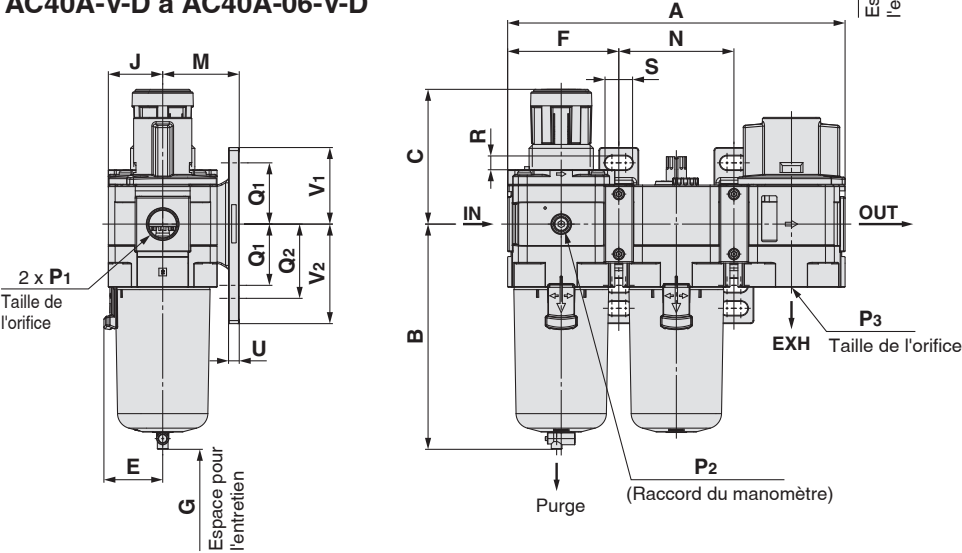 AC40A-V-D à AC40A-06-V-D
A
F
N
S
J
M
R
C
Q1
V1
IN
OUT
Q1
Q2
V2
2 x P1
Taille de
l'orifice
B
U
P3
EXH
Taille de l'orifice
E
G
Espace pour
l'entretien
P2
(Raccord du manomètre)
Purge